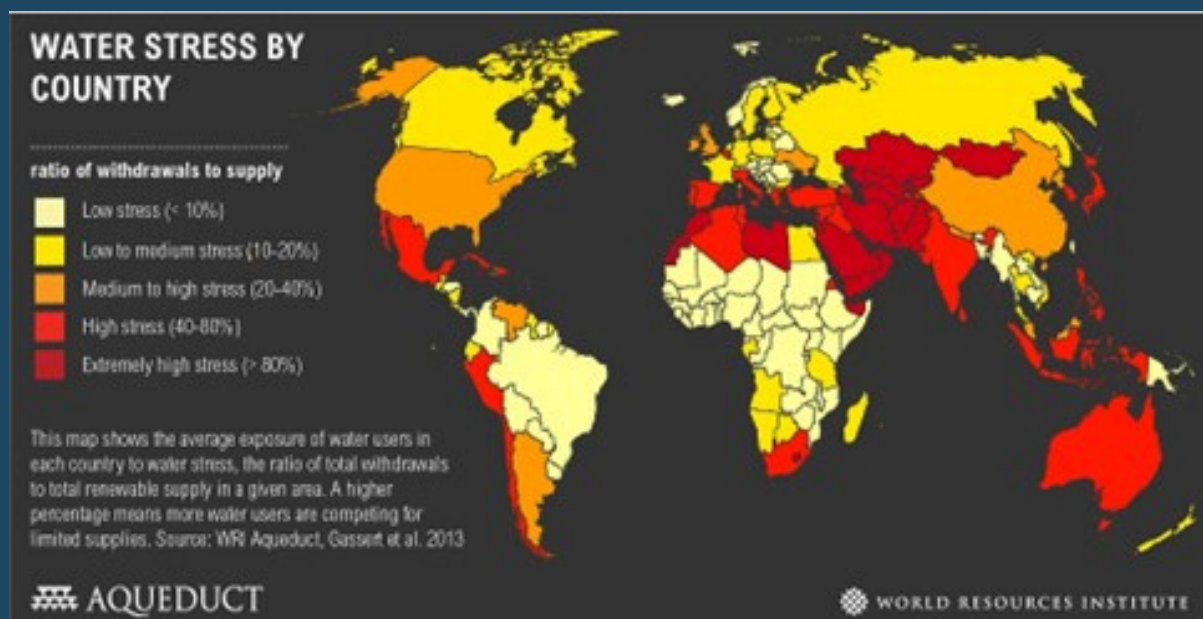 WATER STRESS BY
COUNTRY
ratio of withdrawals to supply
Low stress (< 10%)
Low to medium stress (10-20%)
Medium to high stress (20-40%)
High stress (40-80%)
Extremely high stress (> 80%)
This map shows the average exposure of water users in
each country to water stress, the ratio of total withdrawals
to total renewable supply in a given area. A higher
percentage means more water users are competing for
limited supplies. Source: WRI Aqueduct, Gassert et al. 2013
AQUEDUCT
WORLD RESOURCES INSTITUTE